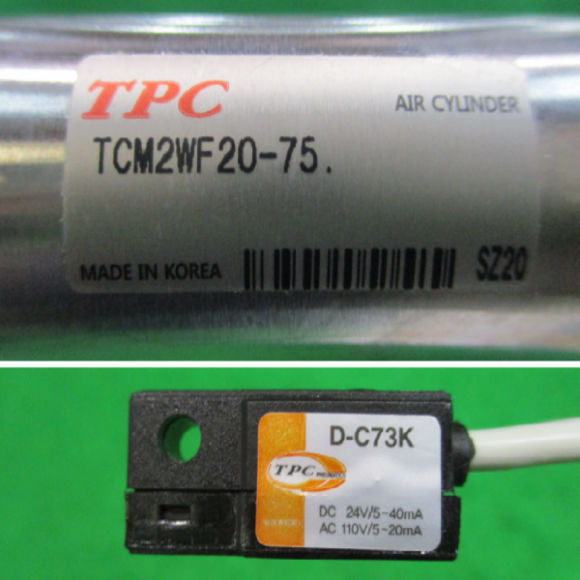 TPC
AIR CYLINDER
TCM2WF20-75.
MADE IN KOREA
SZ20
D-C73K
TPC
DC 24V/5-40mA
AC 110V/5-20mA